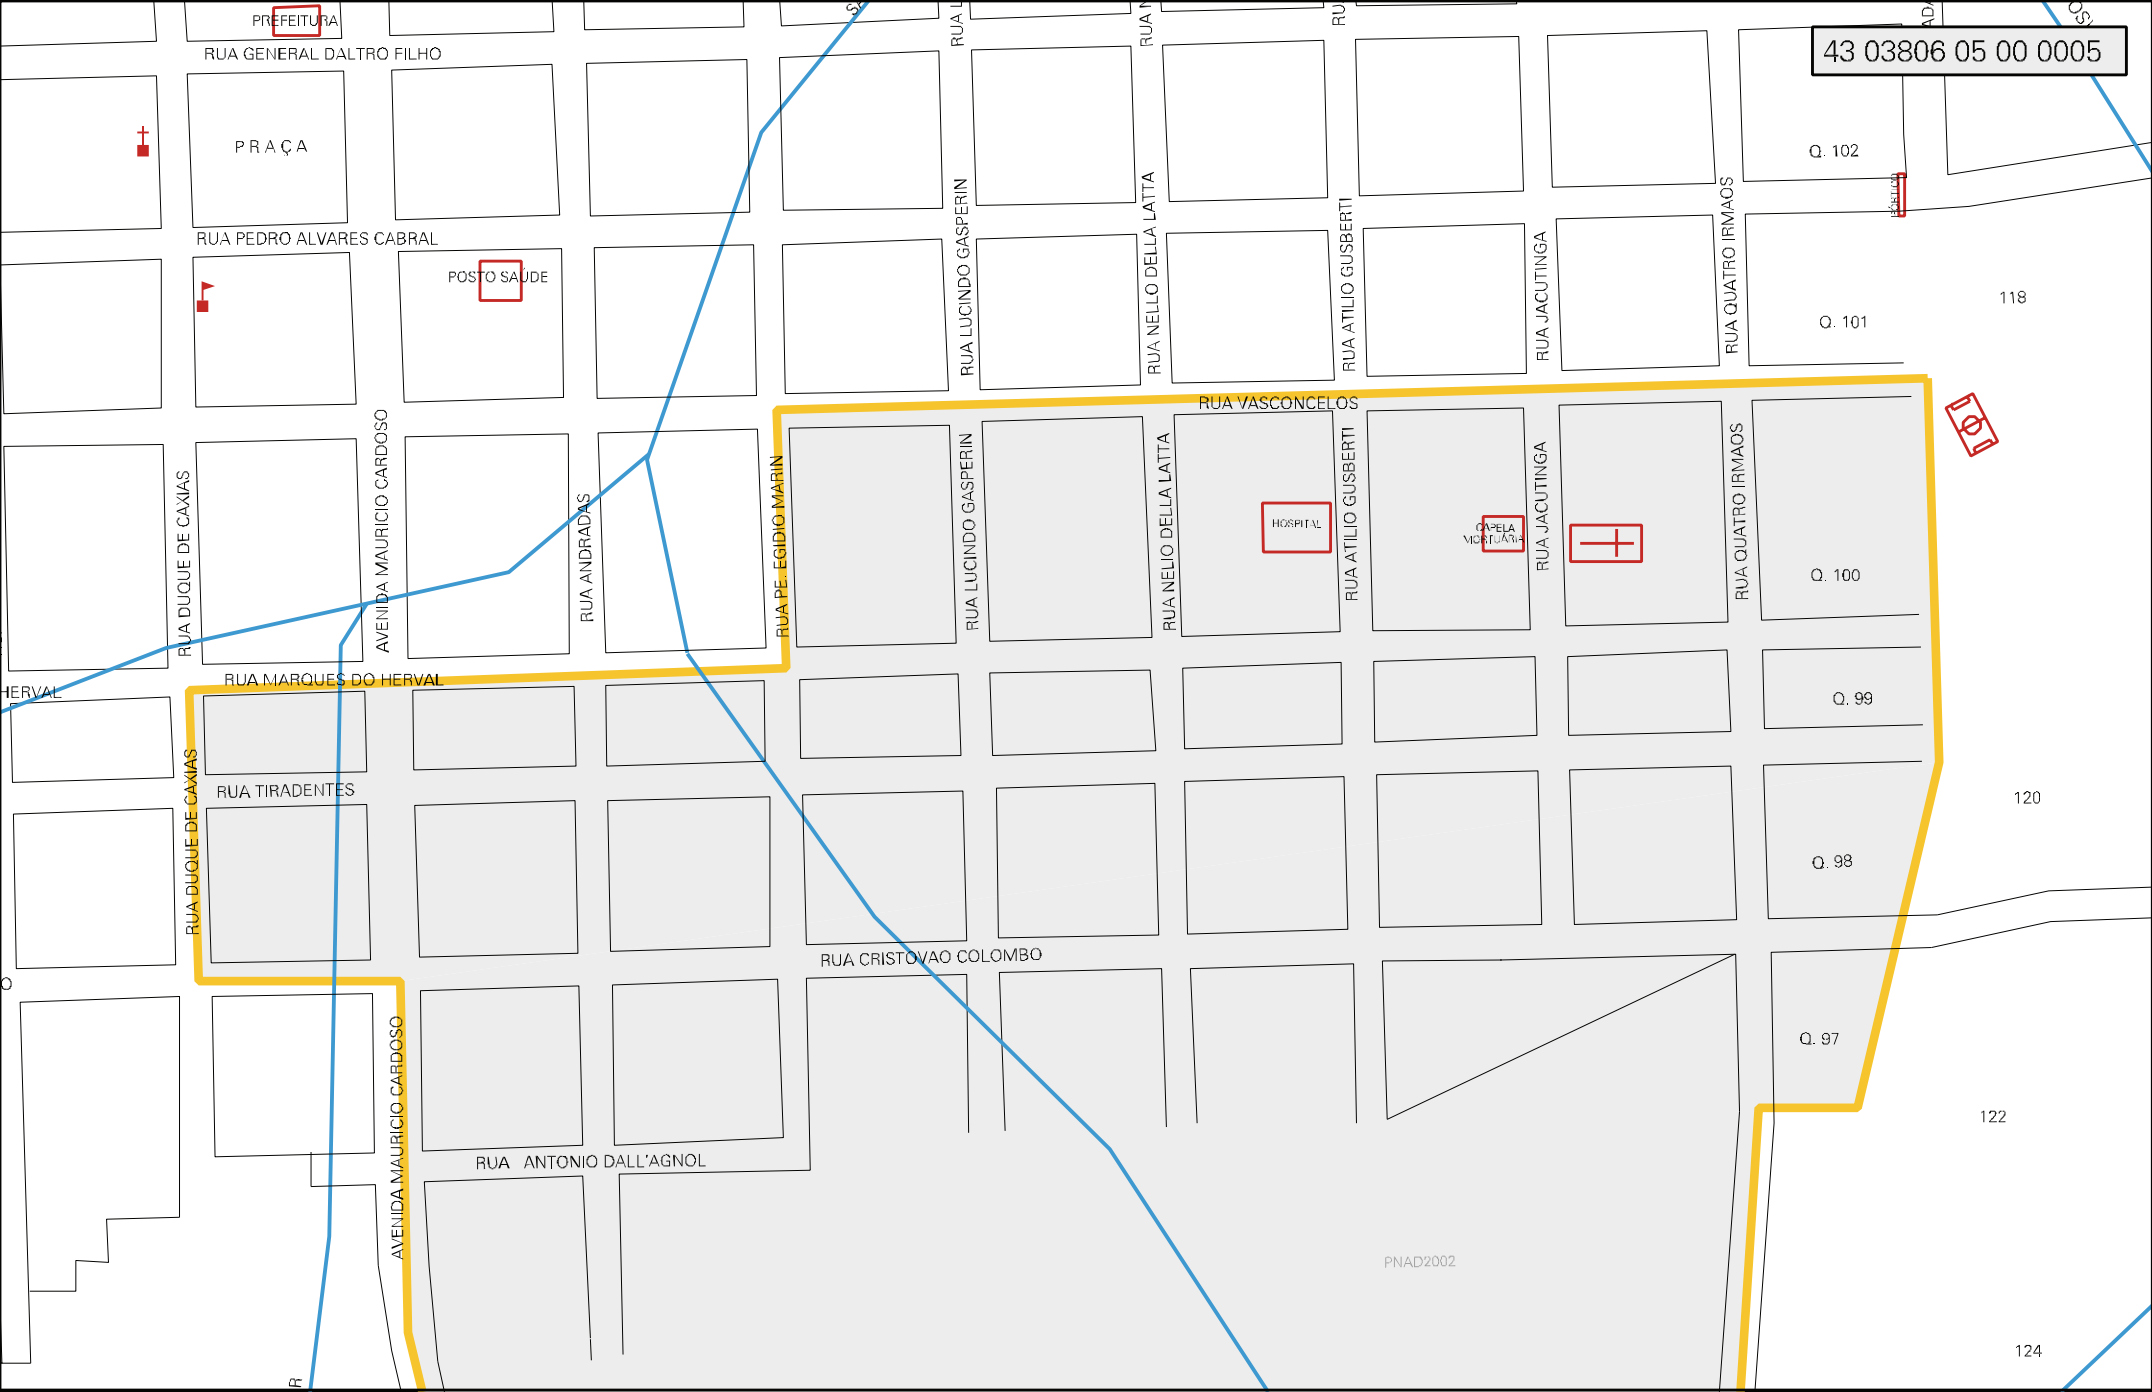 PREFEITURA
RUA GENERAL DALTRO FILHO
RUA L
RUA N
RU
43 03806 05 00 0005
PRAÇA
Q. 102
PÓRTICO
RUA PEDRO ALVARES CABRAL
POSTO SAÚDE
RUA LUCINDO GASPERIN
RUA NELLO DELLA LATTA
RUA ATILIO GUSBERTI
RUA JACUTINGA
RUA QUATRO IRMAOS
118
Q. 101
RUA VASCONCELOS
RUA DUQUE DE CAXIAS
AVENIDA MAURICIO CARDOSO
RUA ANDRADAS
RUA PE. EGIDIO MARIN
RUA LUCINDO GASPERIN
RUA NELIO DELLA LATTA
HOSPITAL
RUA ATILIO GUSBERTI
CAPELA
MORTUÁRIA
RUA JACUTINGA
RUA QUATRO IRMAOS
Q. 100
HERVAL
RUA MARQUES DO HERVAL
Q. 99
RUA DUQUE DE CAXIAS
RUA TIRADENTES
120
Q. 98
RUA CRISTOVAO COLOMBO
O
Q. 97
AVENIDA MAURICIO CARDOSO
122
RUA ANTONIO DALL'AGNOL
PNAD2002
124
R